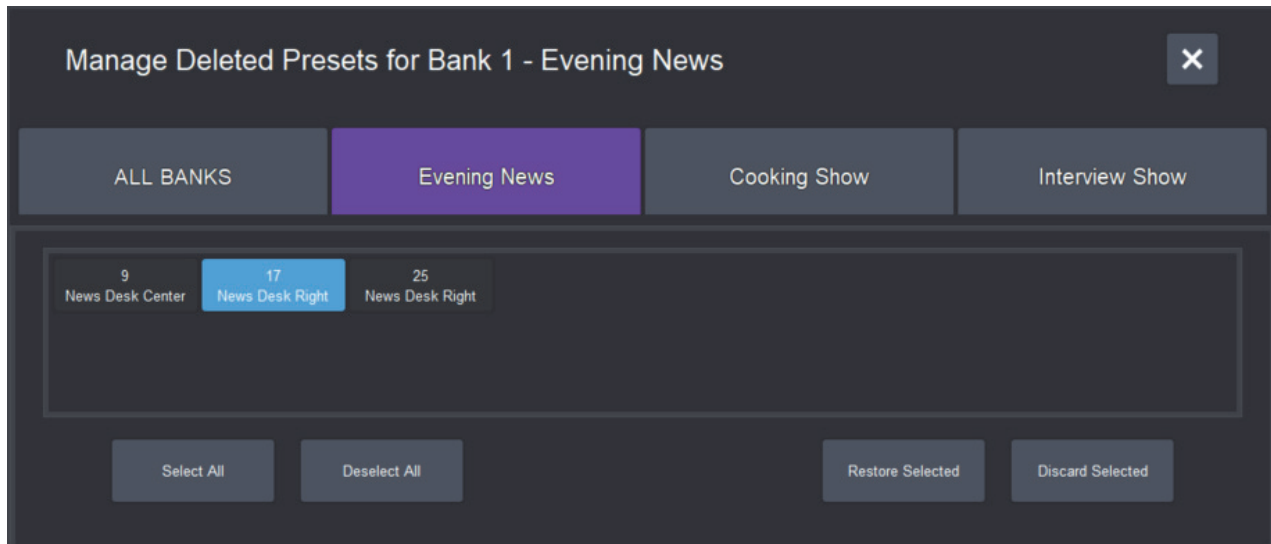 Manage Deleted Presets for Bank 1 - Evening News
ALL BANKS
Evening News
Cooking Show
Interview Show
9
News Desk Center
17
News Desk Right
25
News Desk Right
Select All
Deselect All
Restore Selected
Discard Selected